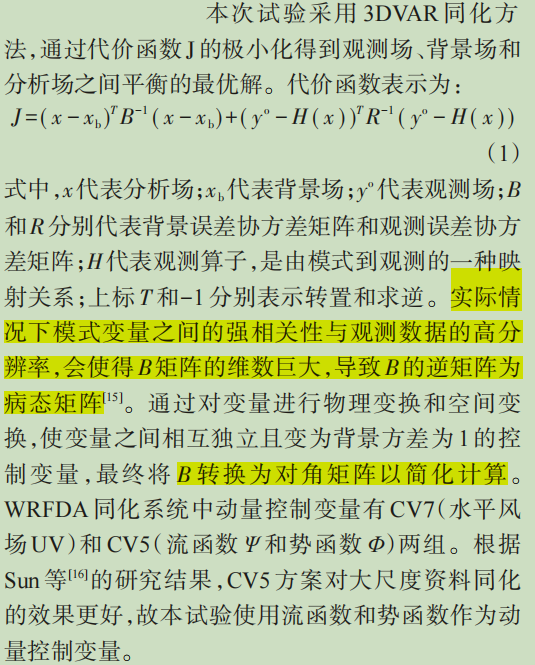 本次试验采用3DVAR同化方
法,通过代价函数J的极小化得到观测场、背景场和
分析场之间平衡的最优解。代价函数表示为:
J=(x-x_b)^T B^{-1}(x-x_b)+(y^o-H(x))^T R^{-1}(y^o-H(x))
(1)
式中,x代表分析场;x_b代表背景场;y^o代表观测场;B
和R分别代表背景误差协方差矩阵和观测误差协方
差矩阵;H代表观测算子,是由模式到观测的一种映
射关系;上标T和-1分别表示转置和求逆。实际情
况下模式变量之间的强相关性与观测数据的高分
辨率,会使得B矩阵的维数巨大,导致B的逆矩阵为
病态矩阵[15]。通过对变量进行物理变换和空间变
换,使变量之间相互独立且变为背景方差为1的控
制变量,最终将B转换为对角矩阵以简化计算。
WRFDA同化系统中动量控制变量有CV7(水平风
场UV)和CV5(流函数Ψ和势函数Φ)两组。根据
Sun等[16]的研究结果,CV5方案对大尺度资料同化
的效果更好,故本试验使用流函数和势函数作为动
量控制变量。